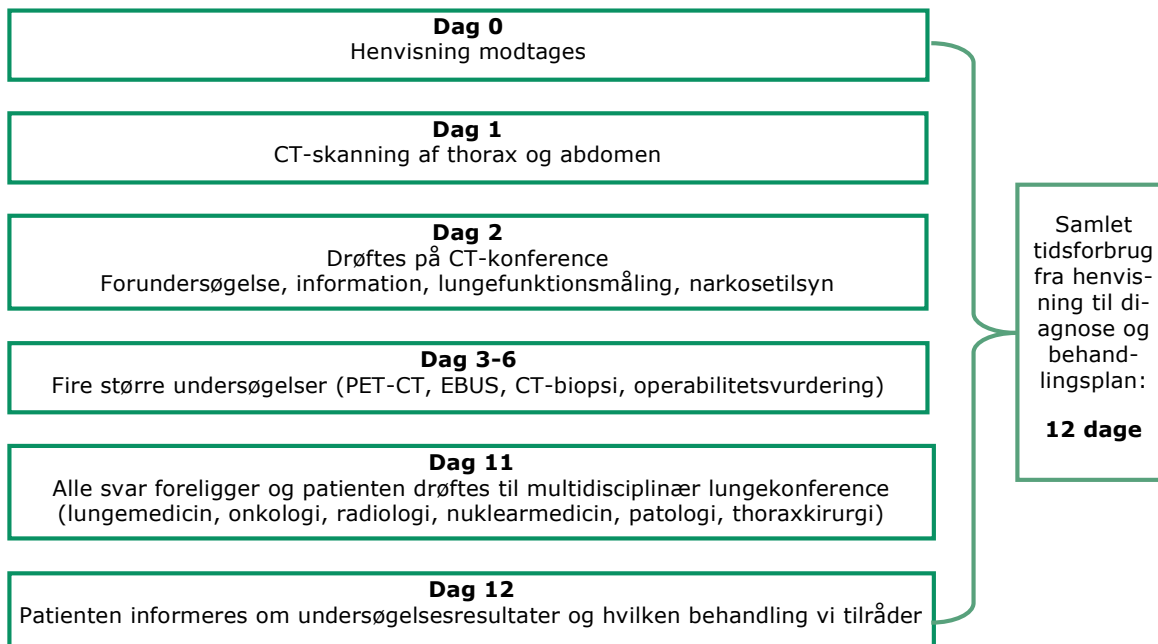 Dag 0
Henvisning modtages
Dag 1
CT-skanning af thorax og abdomen
Dag 2
Drøftes på CT-konference
Forundersøgelse, information, lungefunktionsmåling, narkosetilsyn
Dag 3-6
Fire større undersøgelser (PET-CT, EBUS, CT-biopsi, operabilitetsvurdering)
Dag 11
Alle svar foreligger og patienten drøftes til multidisciplinær lungekonference
(lungemedicin, onkologi, radiologi, nuklearmedicin, patologi, thoraxkirurgi)
Dag 12
Patienten informeres om undersøgelsesresultater og hvilken behandling vi tilråder
Samlet
tidsforbrug
fra henvis-
ning til di-
agnose og
behand-
lingsplan:
12 dage